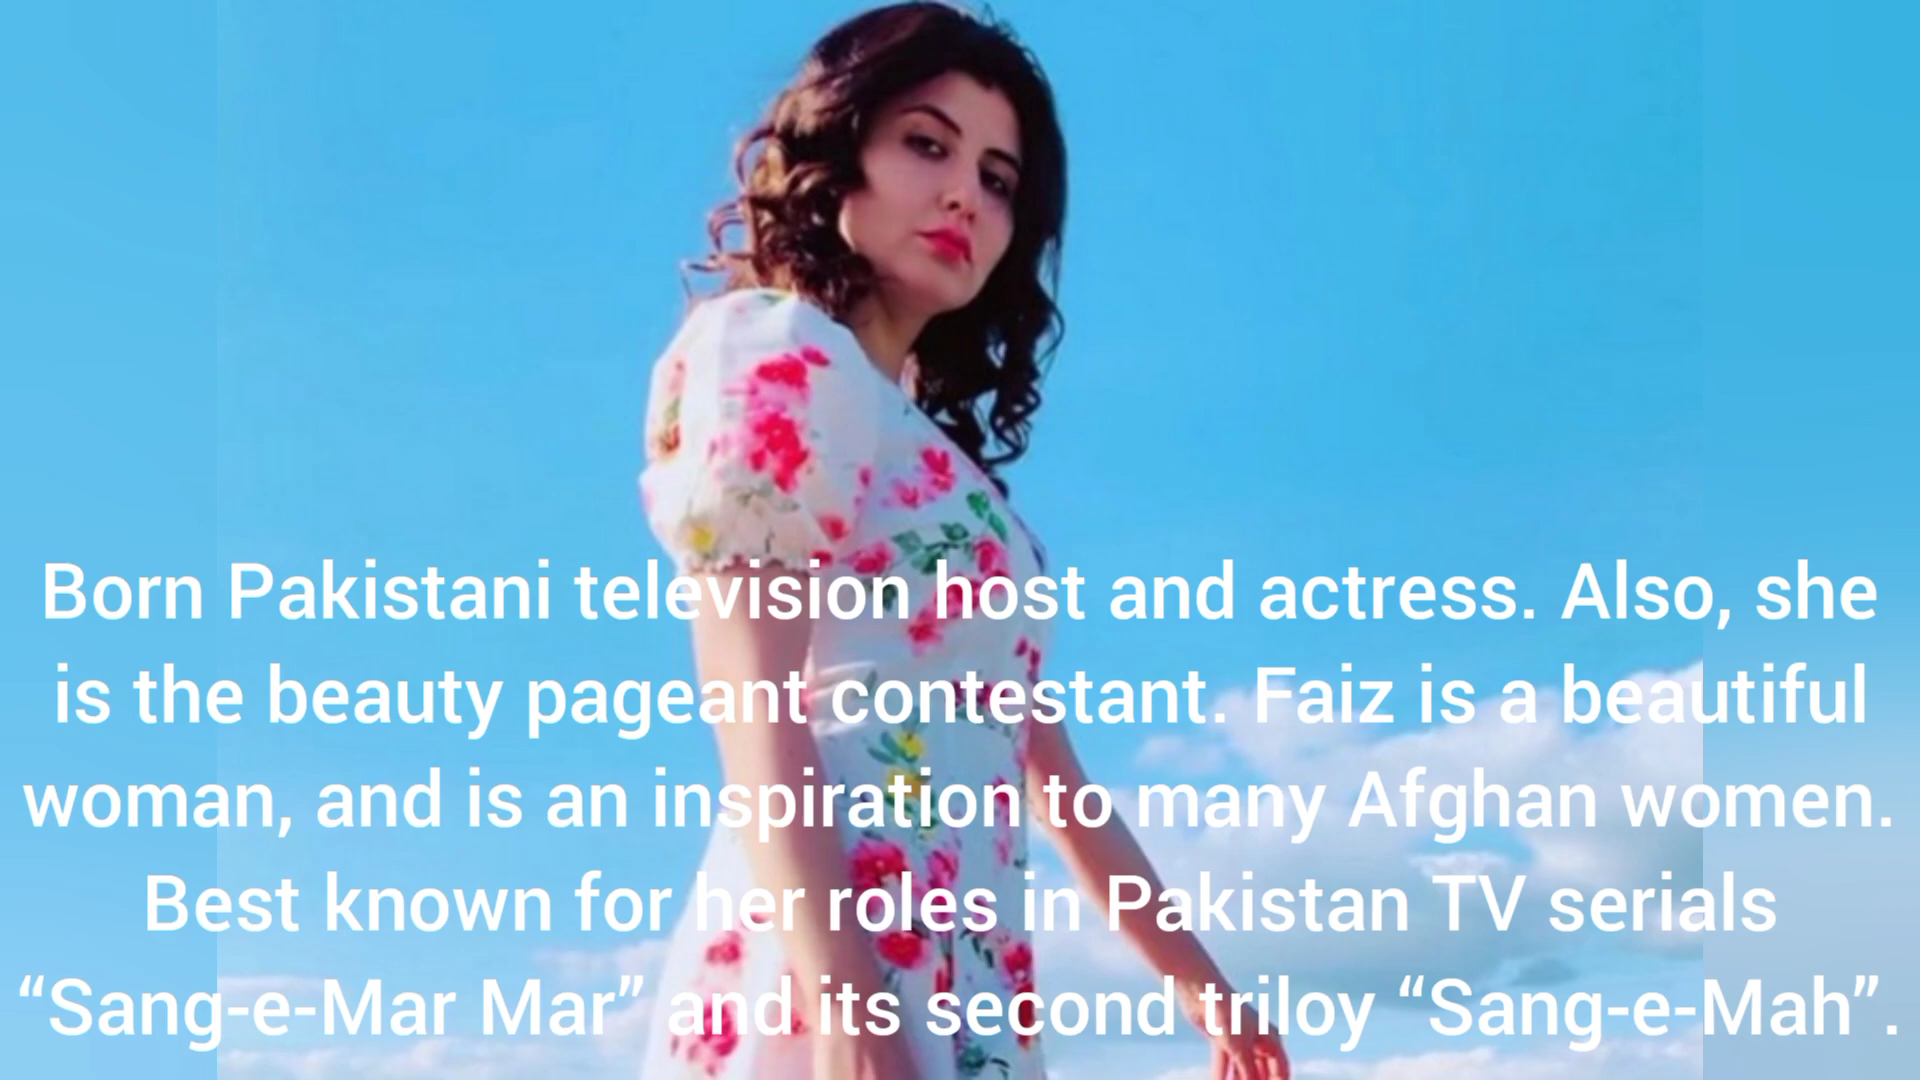 Born Pakistani television host and actress. Also, she
is the beauty pageant contestant. Faiz is a beautiful
woman, and is an inspiration to many Afghan women.
Best known for her roles in Pakistan TV serials
“Sang-e-Mar Mar” and its second triloy “Sang-e-Mah”.